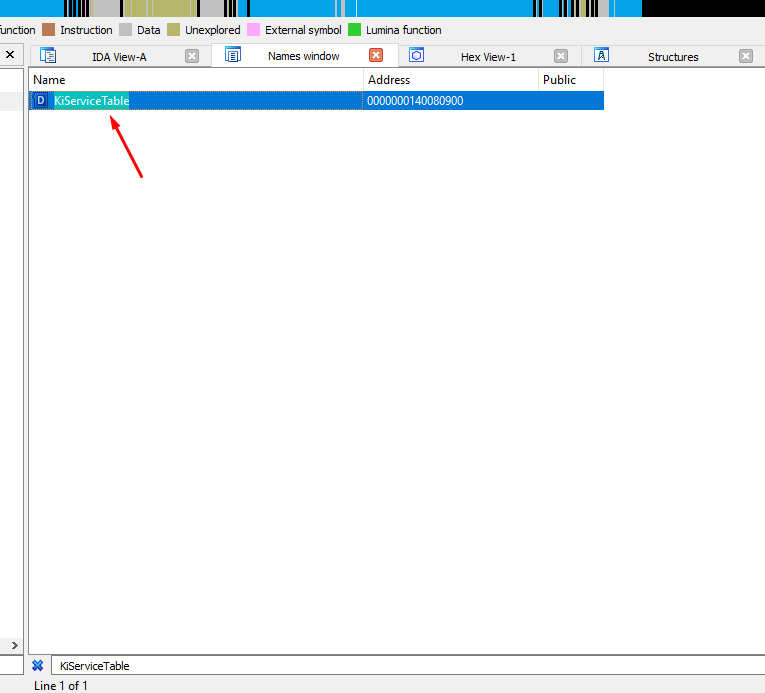 unction Instruction Data Unexplored External symbol Lumina function
IDA View-A Names window Hex View-1 A Structures
Name Address Public
D KiServiceTable 0000000140080900
KiServiceTable
Line 1 of 1